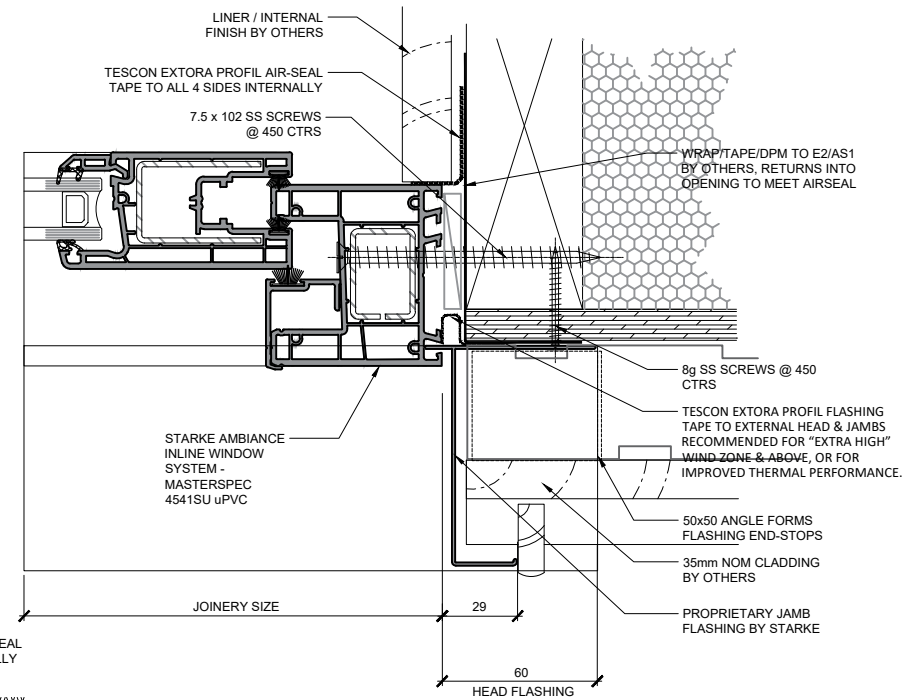 LINER / INTERNAL
FINISH BY OTHERS
TESCON EXTORA PROFIL AIR-SEAL
TAPE TO ALL 4 SIDES INTERNALLY
7.5 x 102 SS SCREWS
@ 450 CTRS
WRAP/TAPE/DPM TO E2/AS1
BY OTHERS, RETURNS INTO
OPENING TO MEET AIRSEAL
8g SS SCREWS @ 450
CTRS
TESCON EXTORA PROFIL FLASHING
TAPE TO EXTERNAL HEAD & JAMBS
RECOMMENDED FOR “EXTRA HIGH”
WIND ZONE & ABOVE, OR FOR
IMPROVED THERMAL PERFORMANCE.
STARKE AMBIANCE
INLINE WINDOW
SYSTEM -
MASTERSPEC
4541SU uPVC
50x50 ANGLE FORMS
FLASHING END-STOPS
35mm NOM CLADDING
BY OTHERS
PROPRIETARY JAMB
FLASHING BY STARKE
JOINERY SIZE
29
60
HEAD FLASHING
EAL
LLY